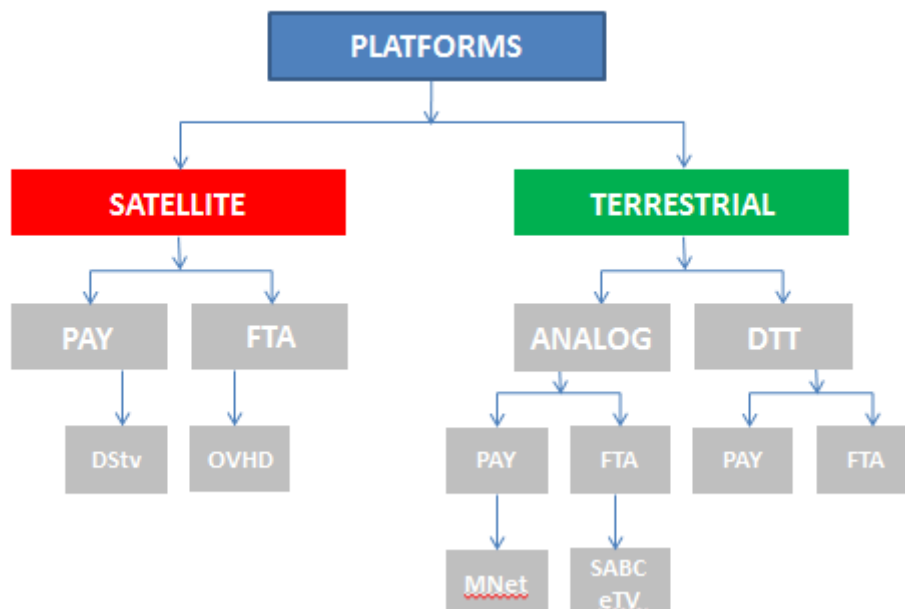 PLATFORMS
SATELLITE
TERRESTRIAL
PAY
FTA
ANALOG
DTT
DStv
OVHD
PAY
FTA
PAY
FTA
MNet
SABC
eTV